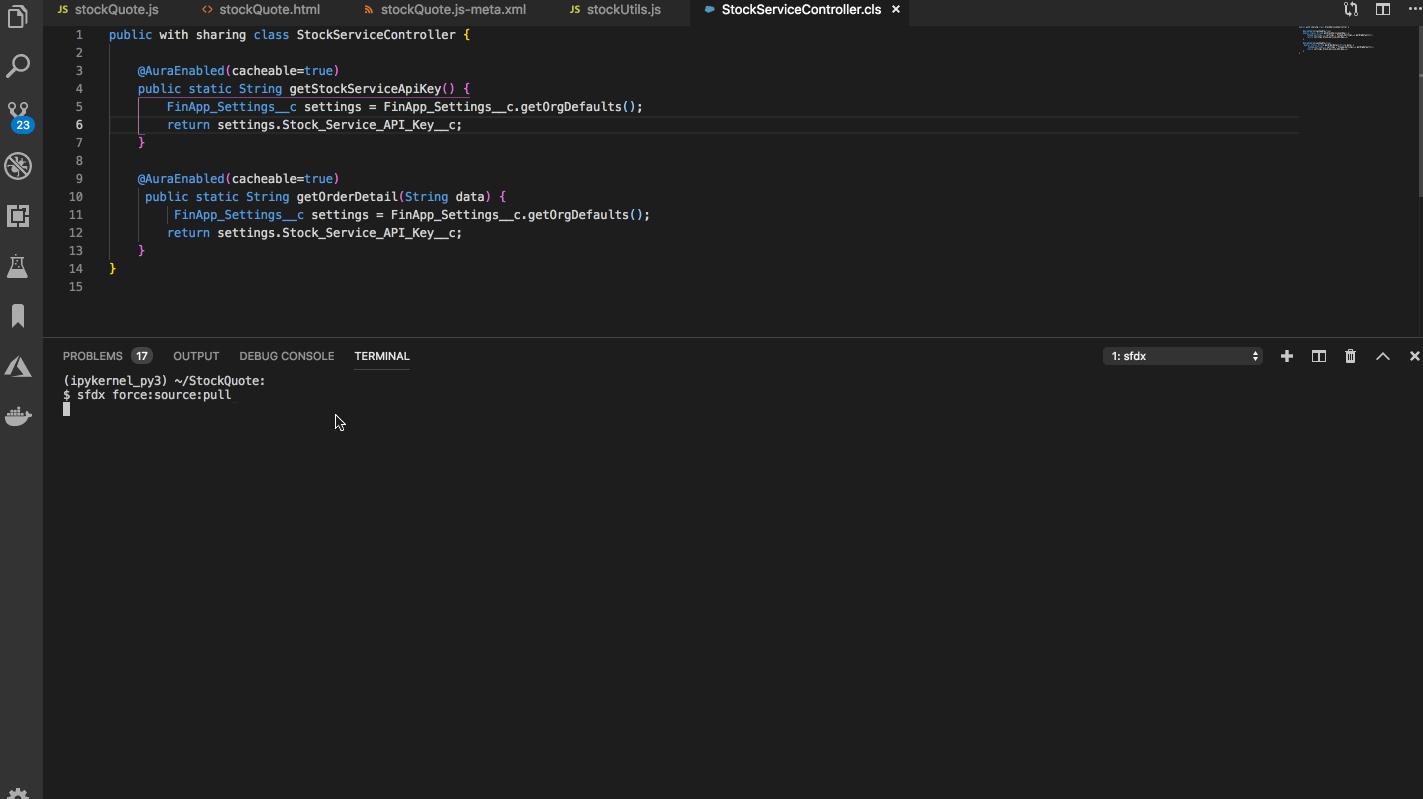 JS stockQuote.js <> stockQuote.html stockQuote.js-meta.xml JS stockUtils.js StockServiceController.cls ×
1 public with sharing class StockServiceController {
2
3 @AuraEnabled(cacheable=true)
4 public static String getStockServiceApiKey() {
5 FinApp_Settings__c settings = FinApp_Settings__c.getOrgDefaults();
6 return settings.Stock_Service_API_Key__c;
7 }
8
9 @AuraEnabled(cacheable=true)
10 public static String getOrderDetail(String data) {
11 FinApp_Settings__c settings = FinApp_Settings__c.getOrgDefaults();
12 return settings.Stock_Service_API_Key__c;
13 }
14 }
15
23
PROBLEMS 17 OUTPUT DEBUG CONSOLE TERMINAL 1: sfdx
(ipykernel_py3) ~/StockQuote:
$ sfdx force:source:pull